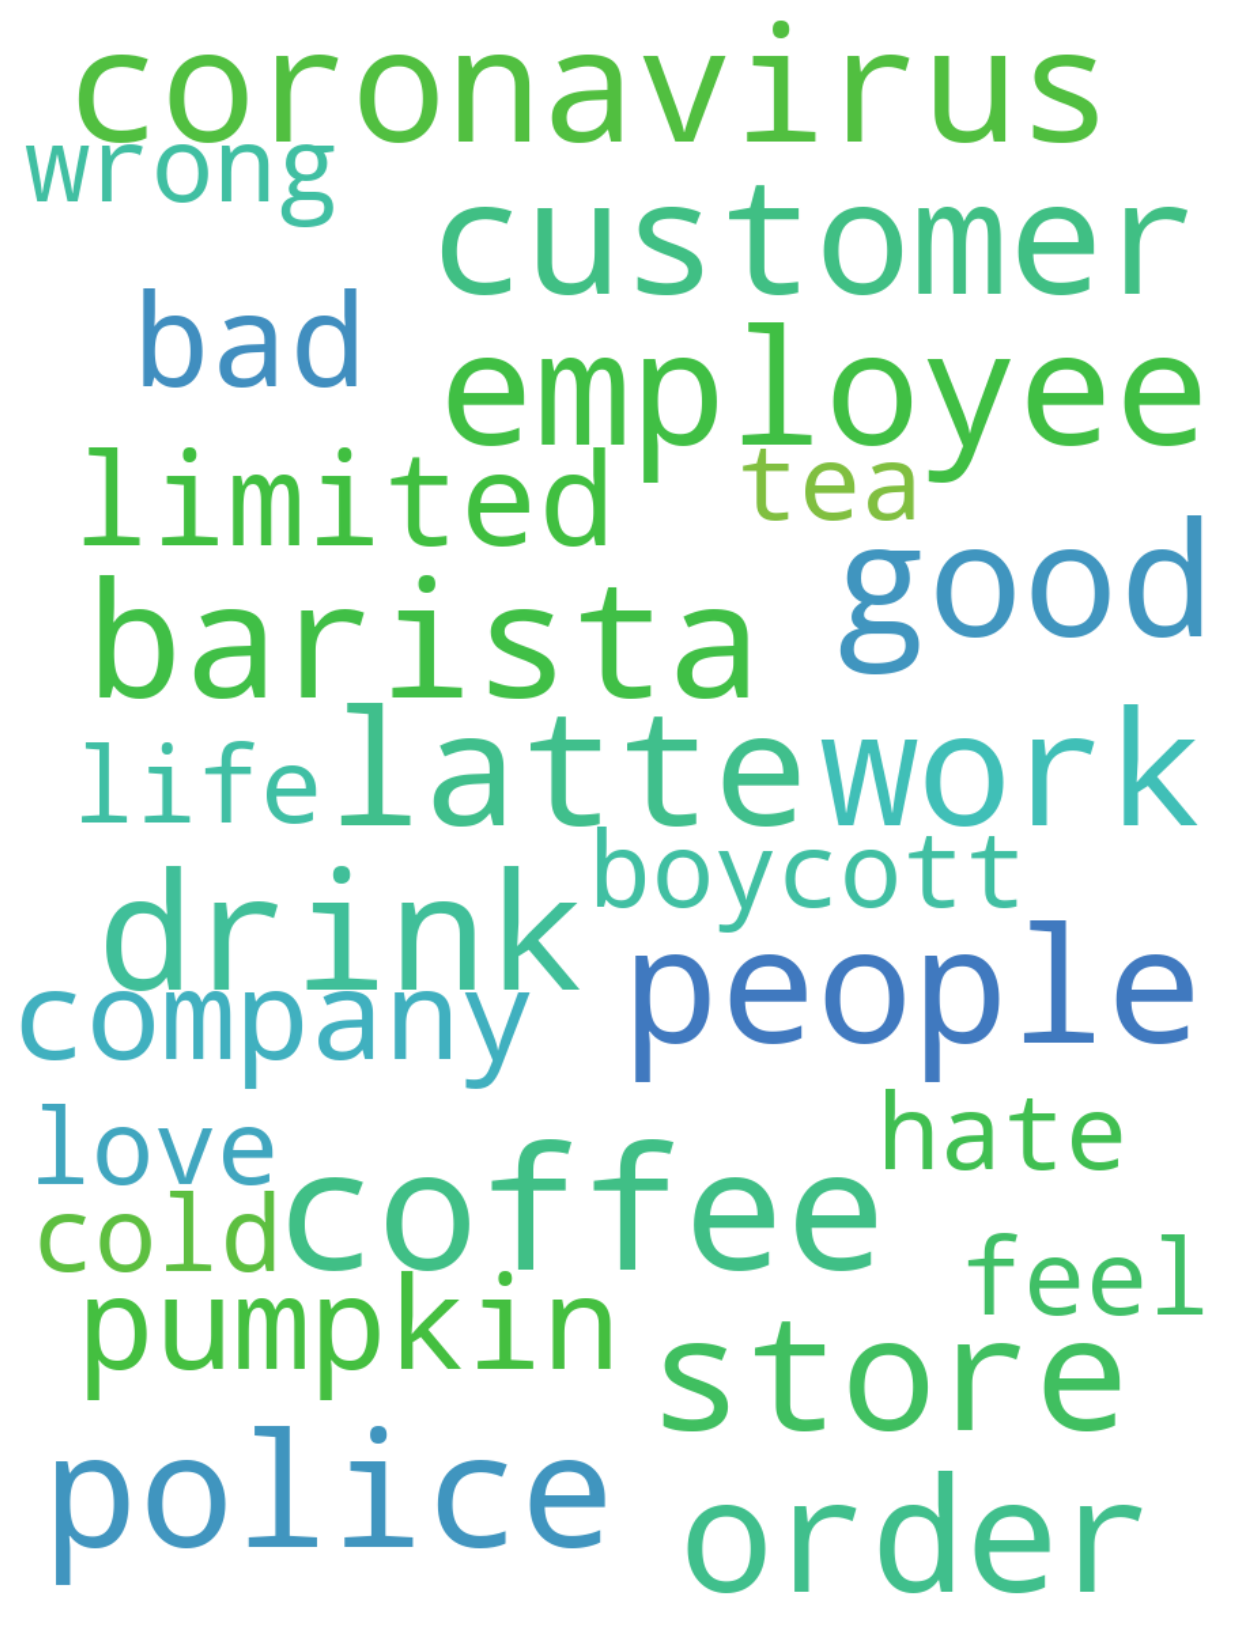 coronavirus
wrong
customer
bad
employee
limited
tea
good
barista
life
latte
work
boycott
drink
people
company
love
hate
coffee
cold
feel
pumpkin
store
police
order